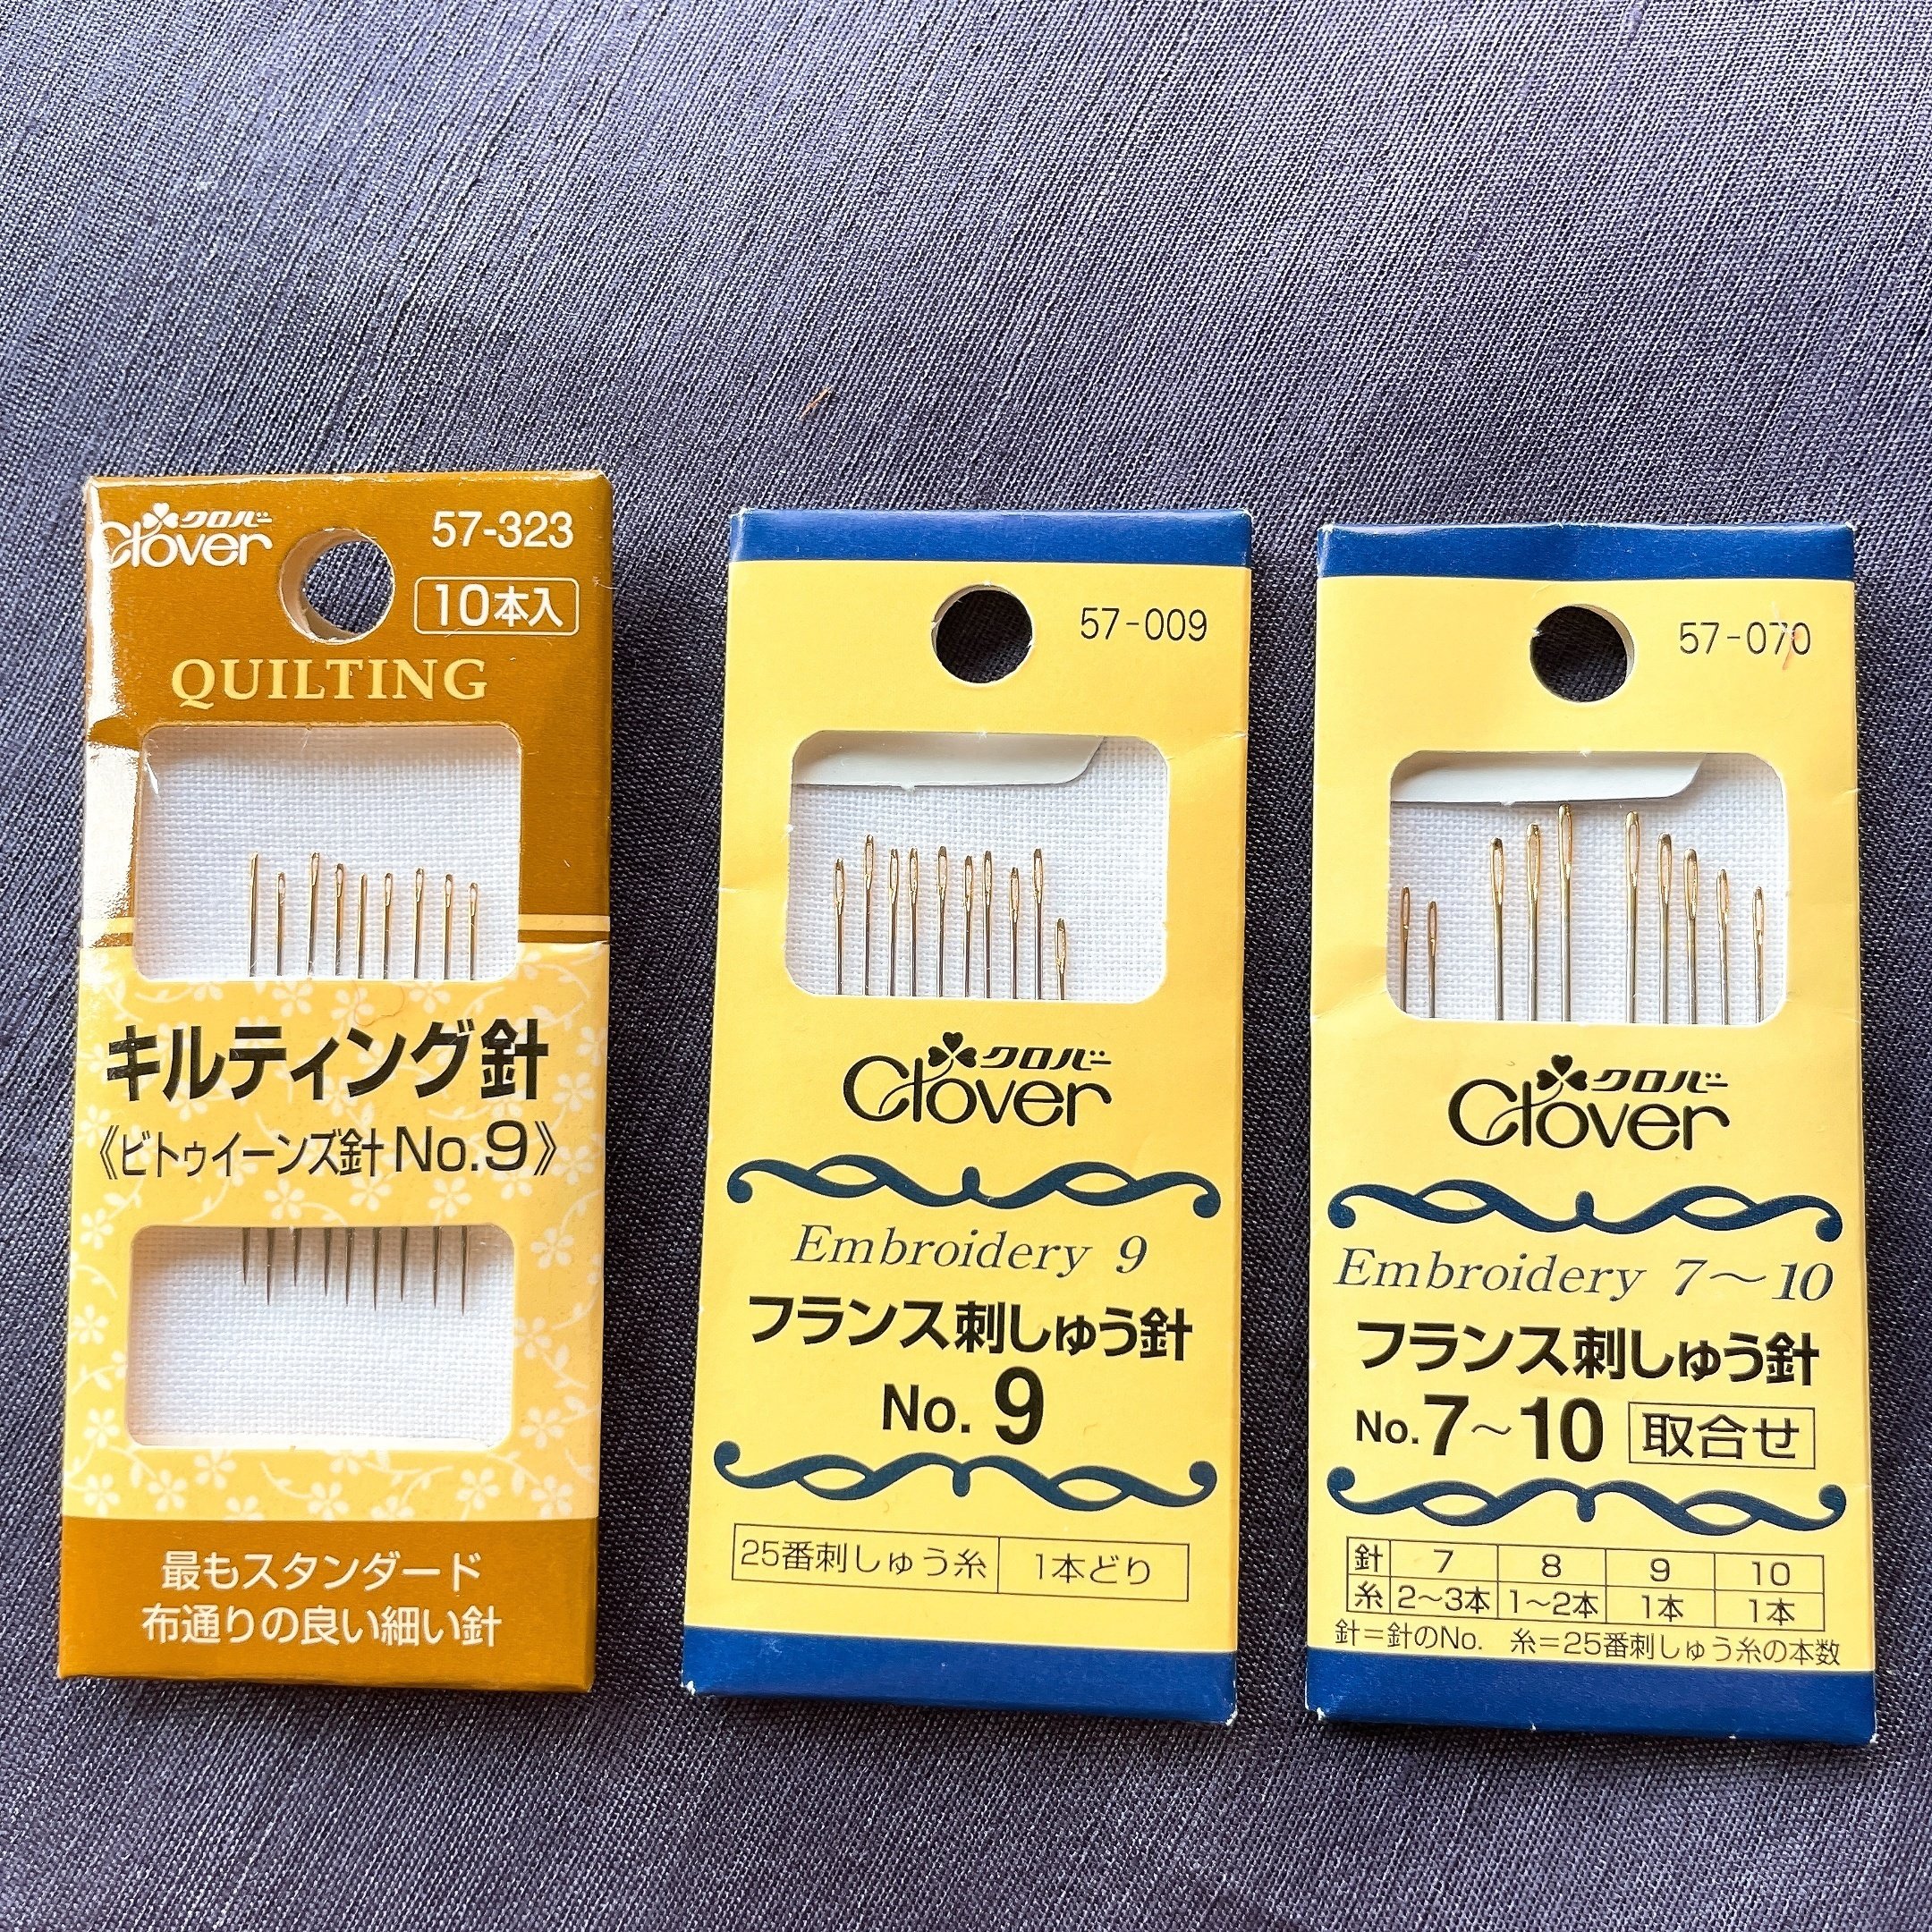 クロバー
Clover
57-323
10本入
QUILTING
キルティング針
《ビトゥイーンズ針 No.9》
最もスタンダード
布通りの良い細い針
57-009
クロバー
Clover
Embroidery 9
フランス刺しゅう針
No. 9
25番刺しゅう糸 1本どり
57-070
クロバー
Clover
Embroidery 7〜10
フランス刺しゅう針
No. 7〜10 取合せ
針 7 8 9 10
糸 2〜3本 1〜2本 1本 1本
針=針のNo. 糸=25番刺しゅう糸の本数